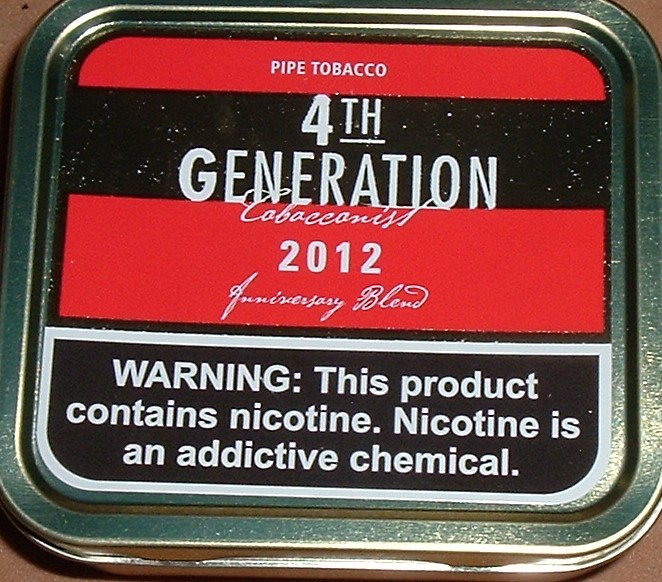 PIPE TOBACCO
4TH
GENERATION
Tobacconist
2012
Anniversary Blend
WARNING: This product
contains nicotine. Nicotine is
an addictive chemical.